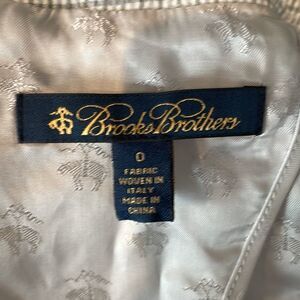 Brooks Brothers
0
FABRIC
WOVEN IN
ITALY
MADE IN
CHINA